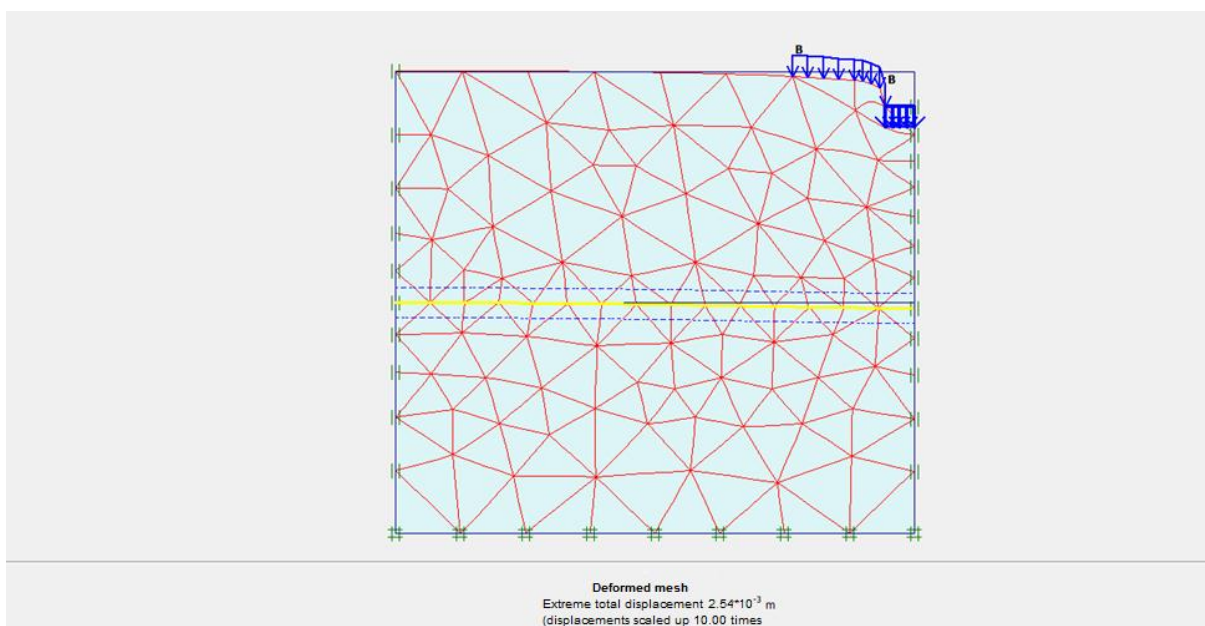 B
B
Deformed mesh
Extreme total displacement 2.54*10⁻³ m
(displacements scaled up 10.00 times